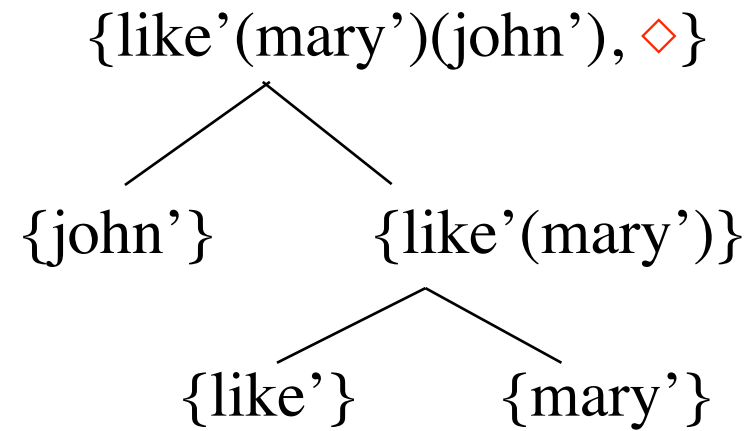 {like’(mary’)(john’), ◇}
{john’} {like’(mary’)}
{like’} {mary’}